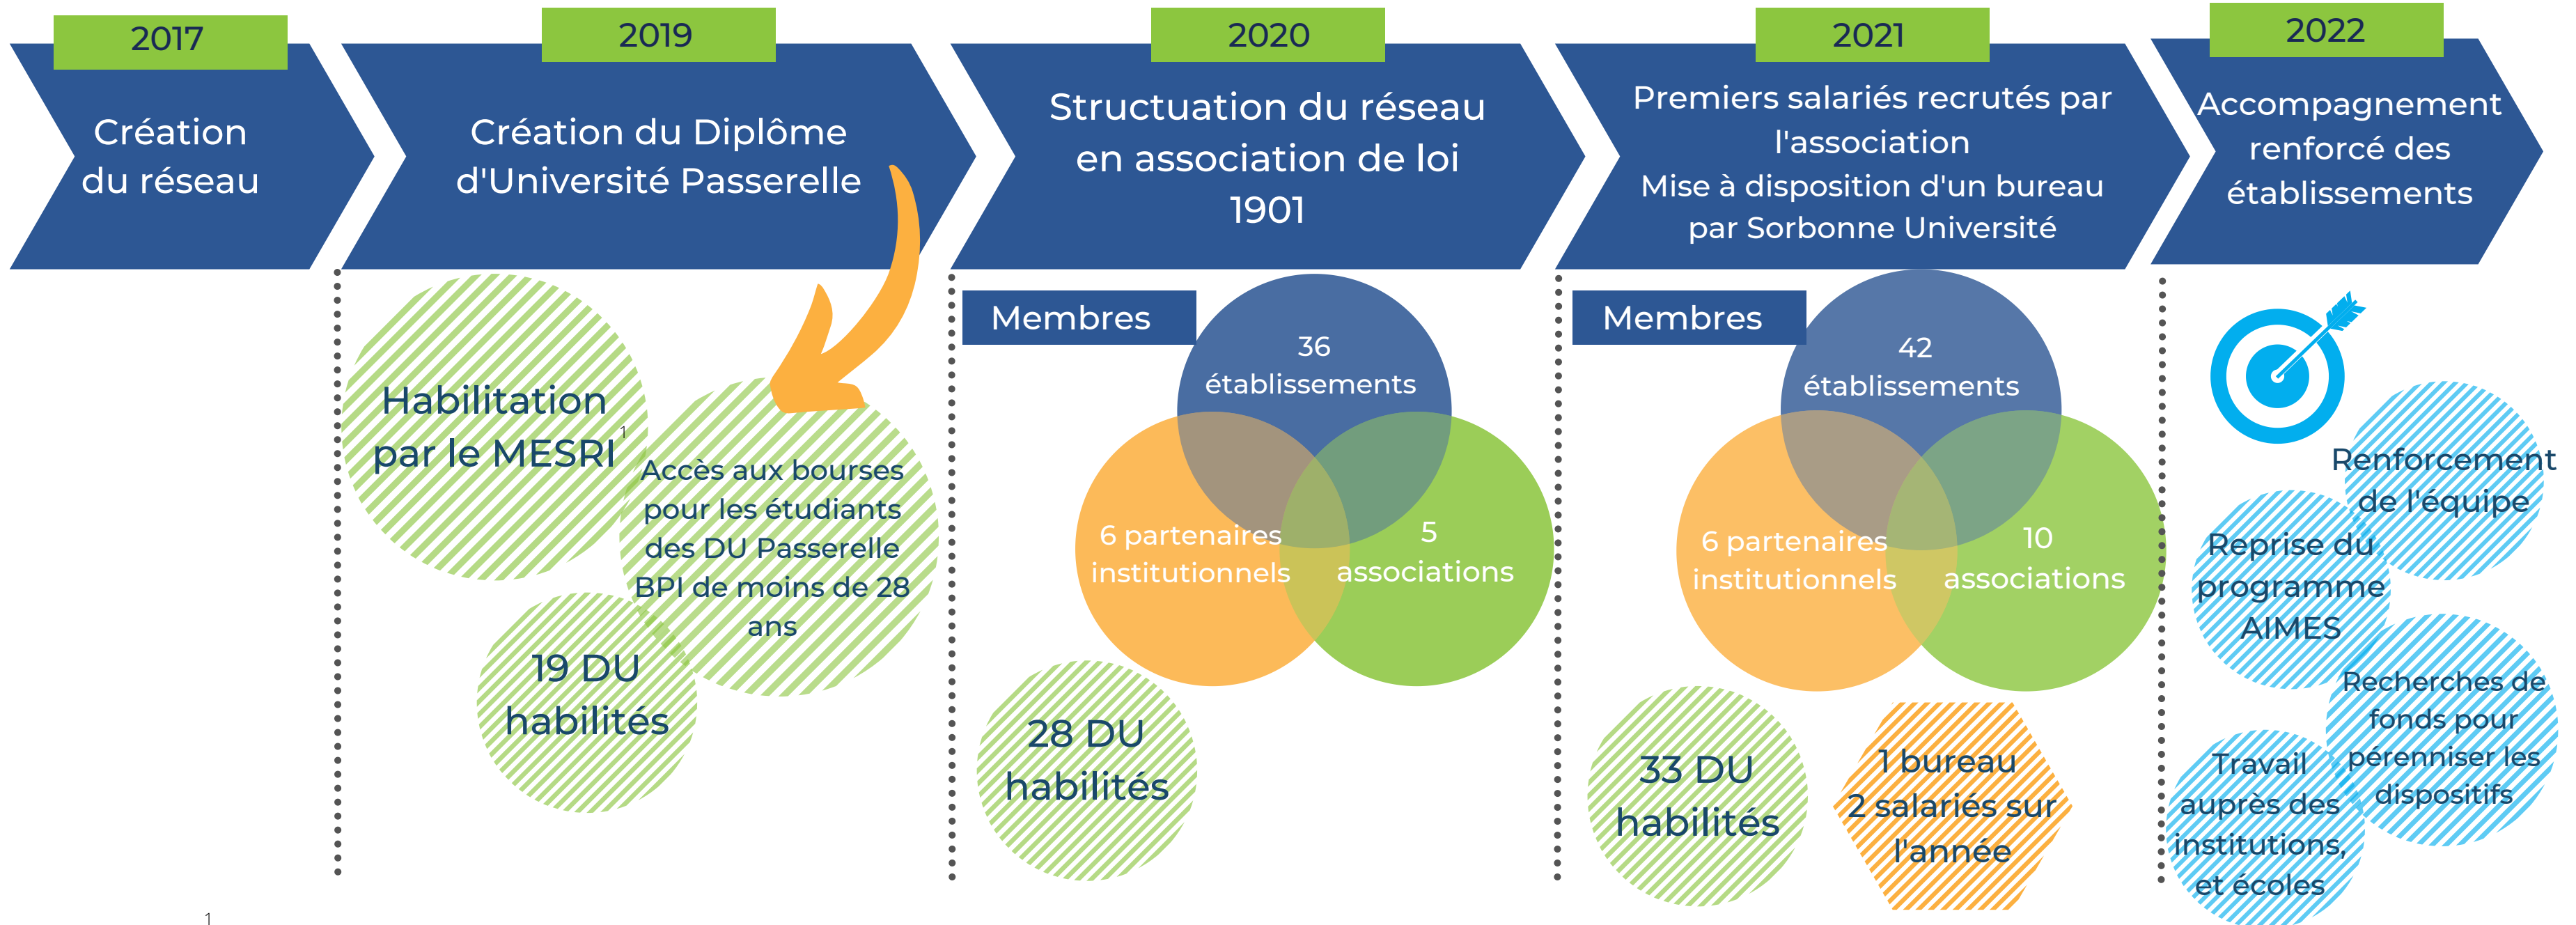 2017
Création
du réseau
2019
Création du Diplôme
d'Université Passerelle
Habilitation
par le MESRI 1
Accès aux bourses
pour les étudiants
des DU Passerelle
BPI de moins de 28
ans
19 DU
habilités
2020
Structuation du réseau
en association de loi
1901
Membres
36
établissements
6 partenaires
institutionnels
5
associations
28 DU
habilités
2021
Premiers salariés recrutés par
l'association
Mise à disposition d'un bureau
par Sorbonne Université
Membres
42
établissements
6 partenaires
institutionnels
10
associations
33 DU
habilités
1 bureau
2 salariés sur
l'année
2022
Accompagnement
renforcé des
établissements
Renforcement
de l'équipe
Reprise du
programme
AIMES
Recherches de
fonds pour
pérenniser les
dispositifs
Travail
auprès des
institutions,
et écoles
1